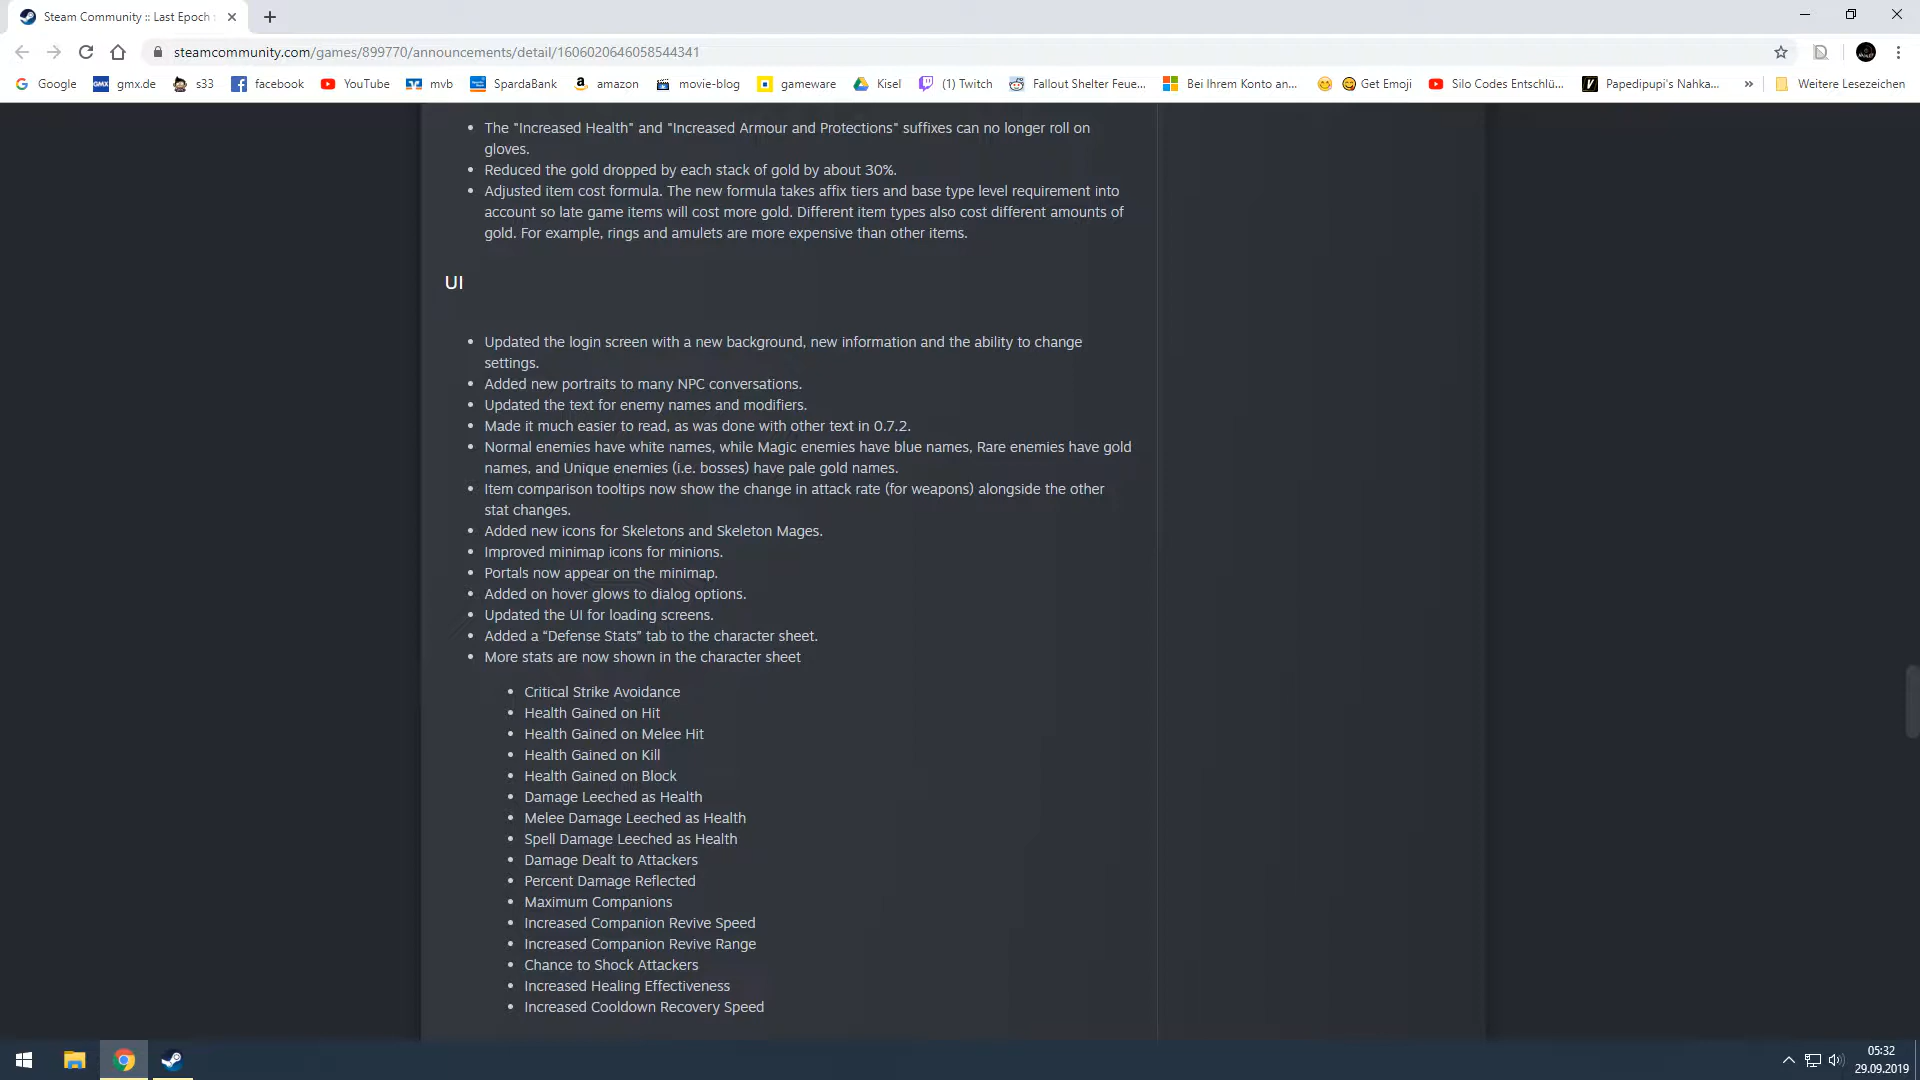 Steam Community :: Last Epoch
steamcommunity.com/games/899770/announcements/detail/1606020646058544341
Google
gmx.de
s33
facebook
YouTube
mvb
SpardaBank
amazon
movie-blog
gameware
Kisel
(1) Twitch
Fallout Shelter Feue...
Bei Ihrem Konto an...
Get Emoji
Silo Codes Entschlü...
Papedipupi's Nahka...
»
Weitere Lesezeichen
• The "Increased Health" and "Increased Armour and Protections" suffixes can no longer roll on
gloves.
• Reduced the gold dropped by each stack of gold by about 30%.
• Adjusted item cost formula. The new formula takes affix tiers and base type level requirement into
account so late game items will cost more gold. Different item types also cost different amounts of
gold. For example, rings and amulets are more expensive than other items.
UI
• Updated the login screen with a new background, new information and the ability to change
settings.
• Added new portraits to many NPC conversations.
• Updated the text for enemy names and modifiers.
• Made it much easier to read, as was done with other text in 0.7.2.
• Normal enemies have white names, while Magic enemies have blue names, Rare enemies have gold
names, and Unique enemies (i.e. bosses) have pale gold names.
• Item comparison tooltips now show the change in attack rate (for weapons) alongside the other
stat changes.
• Added new icons for Skeletons and Skeleton Mages.
• Improved minimap icons for minions.
• Portals now appear on the minimap.
• Added on hover glows to dialog options.
• Updated the UI for loading screens.
• Added a “Defense Stats” tab to the character sheet.
• More stats are now shown in the character sheet
• Critical Strike Avoidance
• Health Gained on Hit
• Health Gained on Melee Hit
• Health Gained on Kill
• Health Gained on Block
• Damage Leeched as Health
• Melee Damage Leeched as Health
• Spell Damage Leeched as Health
• Damage Dealt to Attackers
• Percent Damage Reflected
• Maximum Companions
• Increased Companion Revive Speed
• Increased Companion Revive Range
• Chance to Shock Attackers
• Increased Healing Effectiveness
• Increased Cooldown Recovery Speed
05:32
29.09.2019